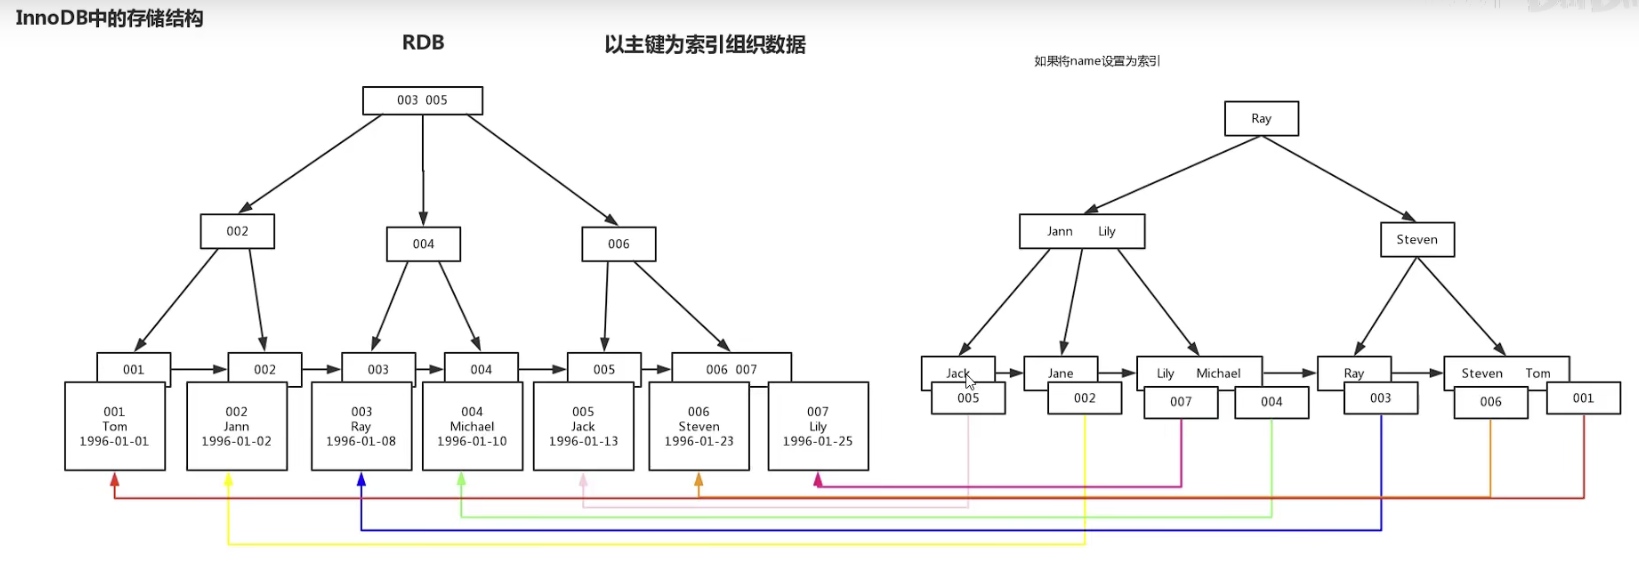 InnoDB中的存储结构
RDB
以主键为索引组织数据
如果将name设置为索引
003 005
Ray
002
004
006
Jann Lily
Steven
001
002
003
004
005
006 007
Jack
Jane
Lily Michael
Ray
Steven Tom
001
Tom
1996-01-01
002
Jann
1996-01-02
003
Ray
1996-01-08
004
Michael
1996-01-10
005
Jack
1996-01-13
006
Steven
1996-01-23
007
Lily
1996-01-25
005
002
007
004
003
006
001